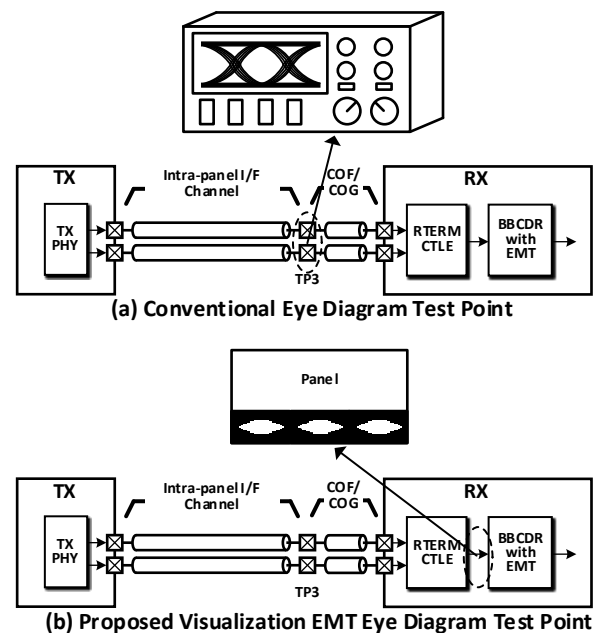 TX
Intra-panel I/F
Channel
COF/
COG
RX
TX
PHY
RTERM
CTLE
BBCDR
with
EMT
TP3
(a) Conventional Eye Diagram Test Point
Panel
TX
Intra-panel I/F
Channel
COF/
COG
RX
TX
PHY
RTERM
CTLE
BBCDR
with
EMT
TP3
(b) Proposed Visualization EMT Eye Diagram Test Point